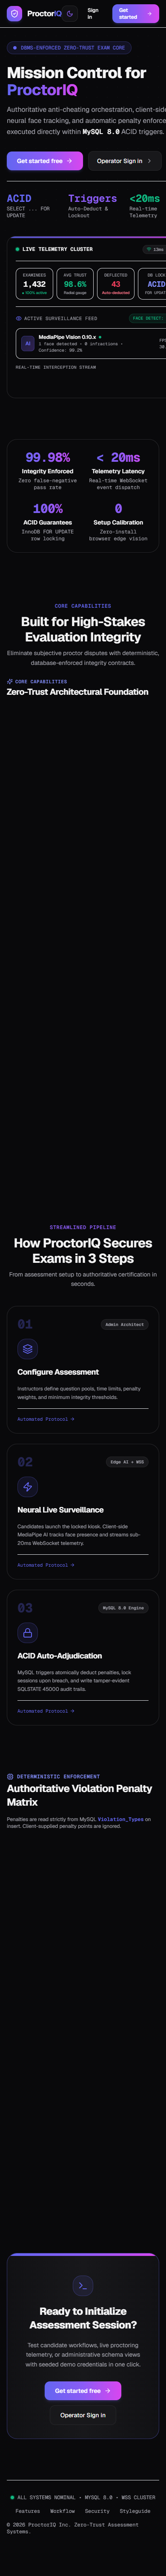 ProctorIQ
Sign in
Get started
DBMS-ENFORCED ZERO-TRUST EXAM CORE
Mission Control for
ProctorIQ
Authoritative anti-cheating orchestration, client-side
neural face tracking, and penalty
executed directly within MySQL 8.0 ACID triggers.
Get started free
Operator Sign in
ACID
SELECT ... FOR UPDATE
Triggers
Auto-Deduct & Lockout
<20ms
Real-time Telemetry
LIVE TELEMETRY CLUSTER
13ms
EXAMINEES
1,432
AVG TRUST
98.6%
Radial gauge
DEFLECTED
43
Auto-deducted
DB LOCK
ACID
FOR UPDATE
ACTIVE SURVEILLANCE FEED
FACE DETECT:
AI
MediaPipe Vision 0.10.x
1 face detected • 0 infractions • Confidence: 99.2%
FPS
30
REAL-TIME INTERCEPTION STREAM
99.98%
Integrity Enforced
Zero false-negative pass rate
< 20ms
Telemetry Latency
Real-time WebSocket event dispatch
100%
ACID Guarantees
InnoDB FOR UPDATE row locking
0
Setup Calibration
Zero-install browser edge vision
CORE CAPABILITIES
Built for High-Stakes
Evaluation Integrity
Eliminate subjective proctor disputes with deterministic,
database-enforced integrity contracts.
CORE CAPABILITIES
Zero-Trust Architectural Foundation
STREAMLINED PIPELINE
How ProctorIQ Secures
Exams in 3 Steps
From assessment setup to authoritative certification in
seconds.
01
Admin Architect
Configure Assessment
Instructors define question pools, time limits, penalty
weights, and minimum integrity thresholds.
Automated Protocol →
02
Edge AI + WSS
Neural Live Surveillance
Candidates launch the locked kiosk. Client-side
MediaPipe AI tracks face presence and streams sub-
20ms WebSocket telemetry.
Automated Protocol →
03
MySQL 8.0 Engine
ACID Auto-Adjudication
MySQL triggers atomically deduct penalties, lock
sessions upon breach, and write tamper-evident
SQLSTATE 45000 audit trails.
Automated Protocol →
DETERMINISTIC ENFORCEMENT
Authoritative Violation Penalty
Matrix
Penalties are read strictly from MySQL Violation_Types on
insert. Client-supplied penalty points are ignored.
Ready to Initialize
Assessment Session?
Test candidate workflows, live proctoring
telemetry, or administrative schema views
with seeded demo credentials in one click.
Get started free
Operator Sign In
ALL SYSTEMS NOMINAL • MYSQL 8.0 • WSS CLUSTER
Features Workflow Security Styleguide
© 2026 ProctorIQ Inc. Zero-Trust Assessment
Systems.